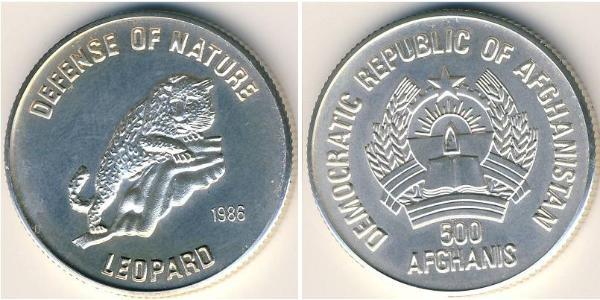 DEFENSE OF NATURE
1986
LEOPARD
DEMOCRATIC REPUBLIC OF AFGHANISTAN
500
AFGHANIS